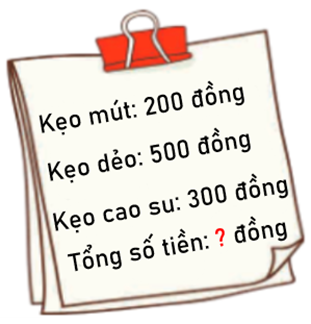 Kẹo mút: 200 đồng
Kẹo dẻo: 500 đồng
Kẹo cao su: 300 đồng
Tổng số tiền: ? đồng